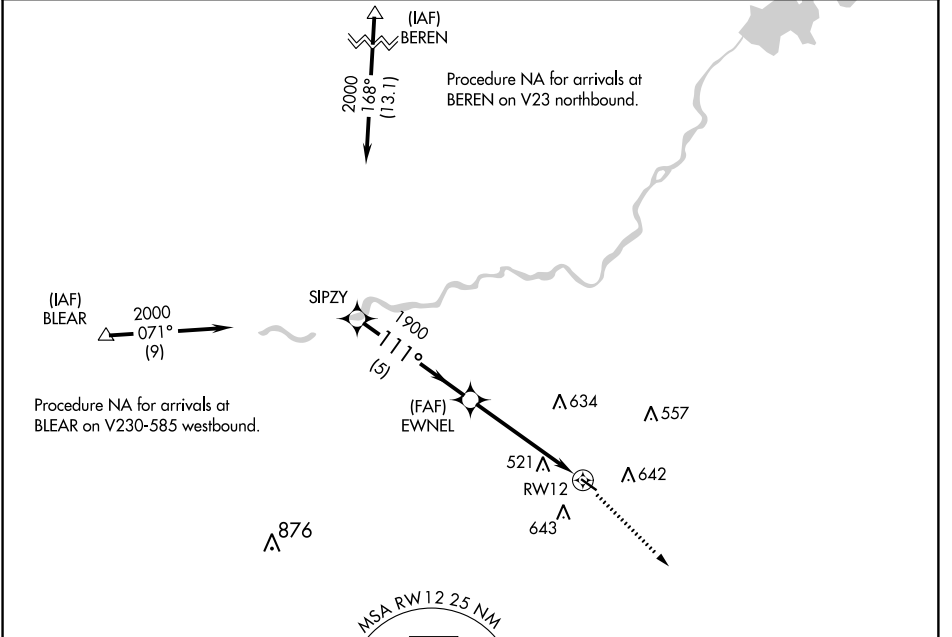 (IAF)
BEREN
2000
168°
(13.1)
Procedure NA for arrivals at
BEREN on V23 northbound.
(IAF)
BLEAR
2000
071°
(9)
SIPZY
1900
111°
(5)
Procedure NA for arrivals at
BLEAR on V230-585 westbound.
(FAF)
EWNEL
634
557
521
RW12
642
643
876
MSA RW 12 25 NM